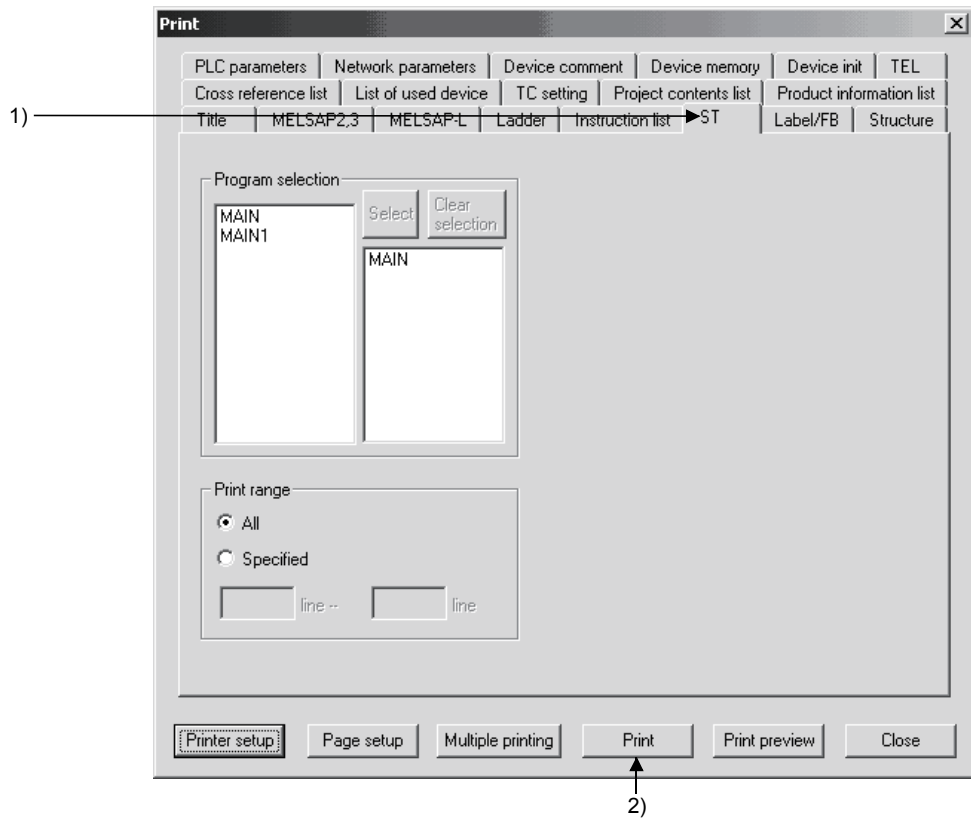 Print
PLC parameters Network parameters Device comment Device memory Device init TEL
Cross reference list List of used device TC setting Project contents list Product information list
1)
Title MELSAP2,3 MELSAP-L Ladder Instruction list ST Label/FB Structure
Program selection
MAIN
MAIN1
Select
Clear
selection
MAIN
Print range
All
Specified
line -- line
Printer setup Page setup Multiple printing Print Print preview Close
2)